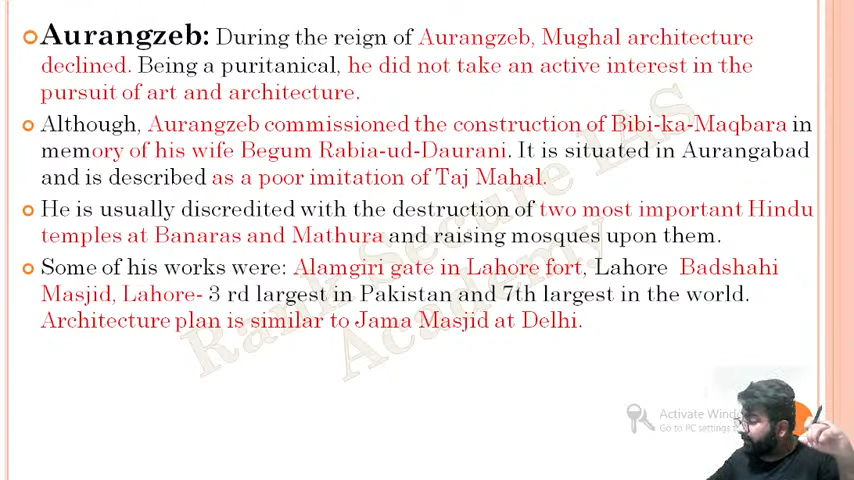 Aurangzeb: During the reign of Aurangzeb, Mughal architecture
declined. Being a puritanical, he did not take an active interest in the
pursuit of art and architecture.
Although, Aurangzeb commissioned the construction of Bibi-ka-Maqbara in
memory of his wife Begum Rabia-ud-Daurani. It is situated in Aurangabad
and is described as a poor imitation of Taj Mahal.
He is usually discredited with the destruction of two most important Hindu
temples at Banaras and Mathura and raising mosques upon them.
Some of his works were: Alamgiri gate in Lahore fort, Lahore Badshahi
Masjid, Lahore- 3 rd largest in Pakistan and 7th largest in the world.
Architecture plan is similar to Jama Masjid at Delhi.
Rank Secure IAS
Academy
Activate
Go to PC settings